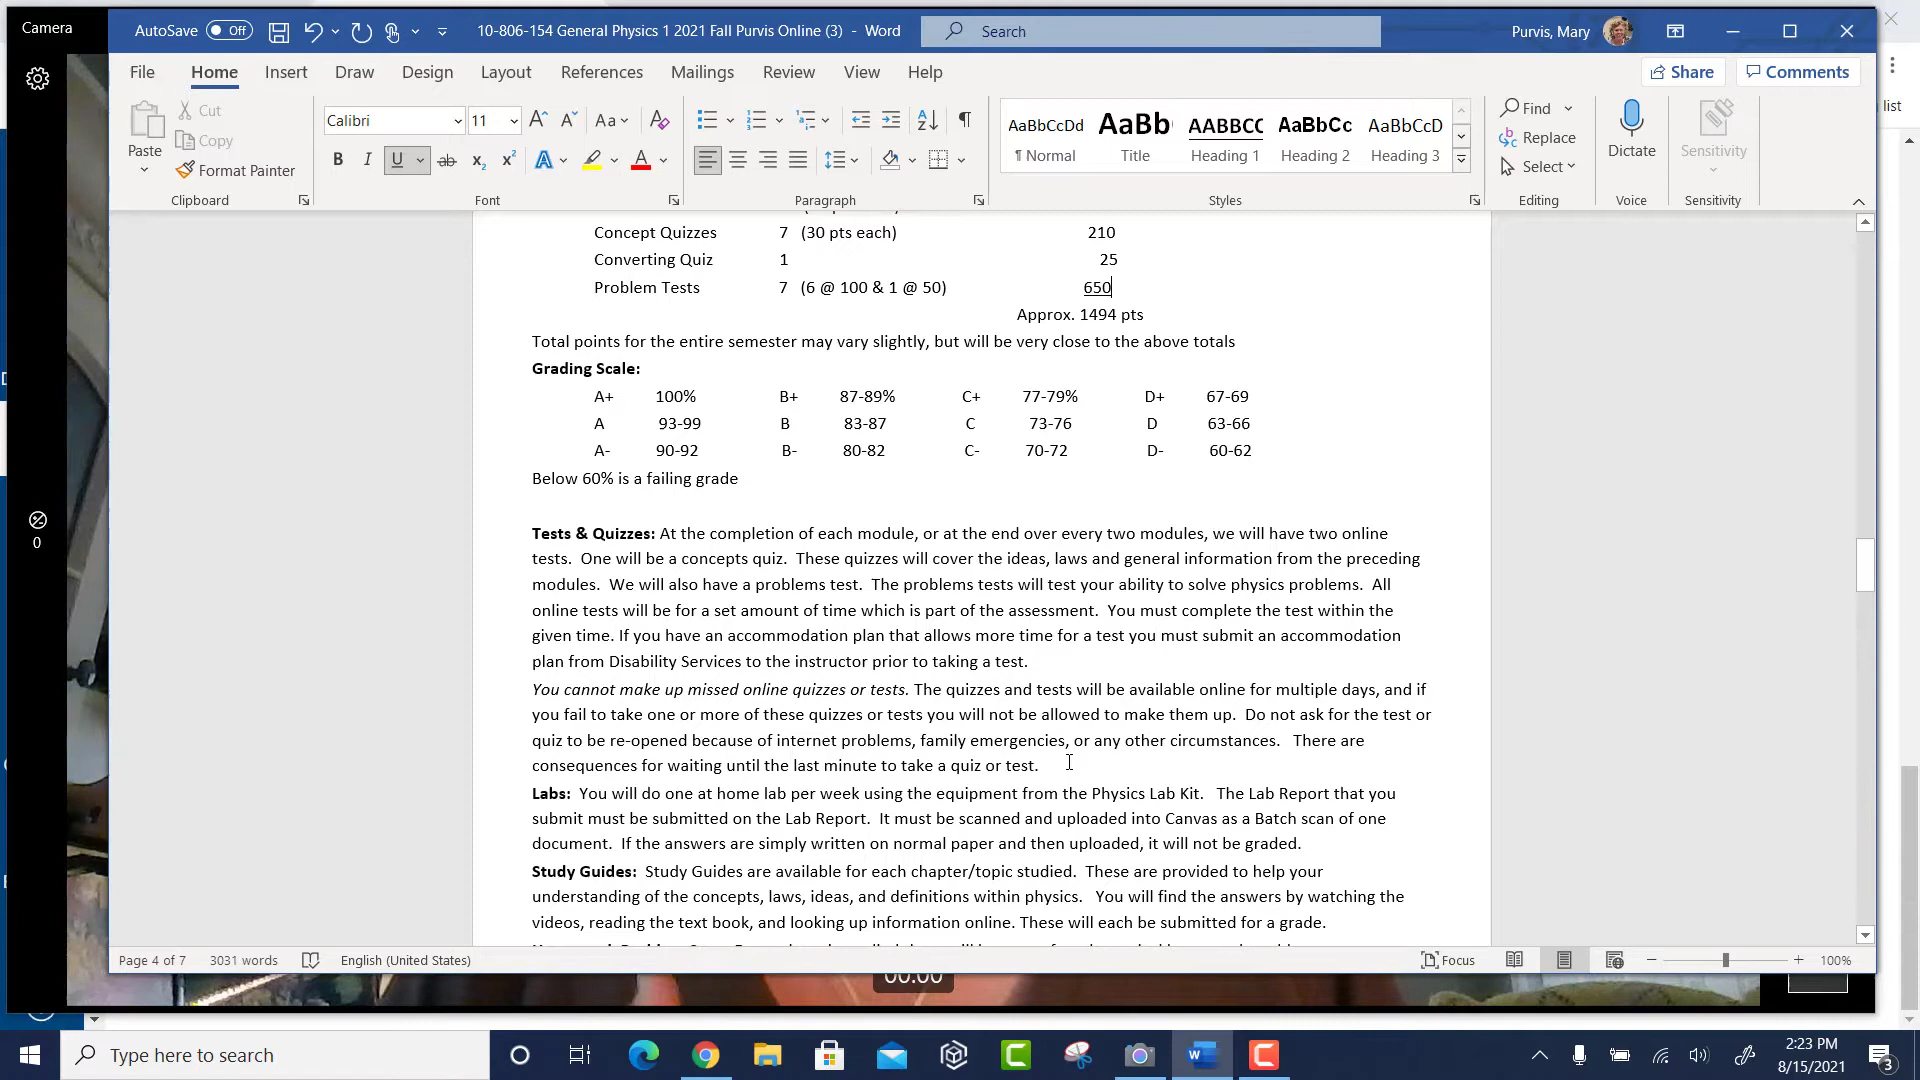 Camera
AutoSave Off
10-806-154 General Physics 1 2021 Fall Purvis Online (3) - Word
Search
Purvis, Mary
File Home Insert Draw Design Layout References Mailings Review View Help
Share
Comments
list
Paste
Cut
Copy
Format Painter
Clipboard
Calibri 11
Font
Paragraph
AaBbCcDd AaBb AABBCC AaBbCc AaBbCcD
¶ Normal Title Heading 1 Heading 2 Heading 3
Styles
Find
Replace
Select
Editing
Dictate
Voice
Sensitivity
Sensitivity
Concept Quizzes 7 (30 pts each) 210
Converting Quiz 1 25
Problem Tests 7 (6 @ 100 & 1 @ 50) 650
Approx. 1494 pts
Total points for the entire semester may vary slightly, but will be very close to the above totals
Grading Scale:
A+ 100% B+ 87-89% C+ 77-79% D+ 67-69
A 93-99 B 83-87 C 73-76 D 63-66
A- 90-92 B- 80-82 C- 70-72 D- 60-62
Below 60% is a failing grade
Tests & Quizzes: At the completion of each module, or at the end over every two modules, we will have two online
tests. One will be a concepts quiz. These quizzes will cover the ideas, laws and general information from the preceding
modules. We will also have a problems test. The problems tests will test your ability to solve physics problems. All
online tests will be for a set amount of time which is part of the assessment. You must complete the test within the
given time. If you have an accommodation plan that allows more time for a test you must submit an accommodation
plan from Disability Services to the instructor prior to taking a test.
You cannot make up missed online quizzes or tests. The quizzes and tests will be available online for multiple days, and if
you fail to take one or more of these quizzes or tests you will not be allowed to make them up. Do not ask for the test or
quiz to be re-opened because of internet problems, family emergencies, or any other circumstances. There are
consequences for waiting until the last minute to take a quiz or test.
Labs: You will do one at home lab per week using the equipment from the Physics Lab Kit. The Lab Report that you
submit must be submitted on the Lab Report. It must be scanned and uploaded into Canvas as a Batch scan of one
document. If the answers are simply written on normal paper and then uploaded, it will not be graded.
Study Guides: Study Guides are available for each chapter/topic studied. These are provided to help your
understanding of the concepts, laws, ideas, and definitions within physics. You will find the answers by watching the
videos, reading the text book, and looking up information online. These will each be submitted for a grade.
0
Page 4 of 7 3031 words English (United States)
Focus
100%
00:00
Type here to search
2:23 PM
8/15/2021
3